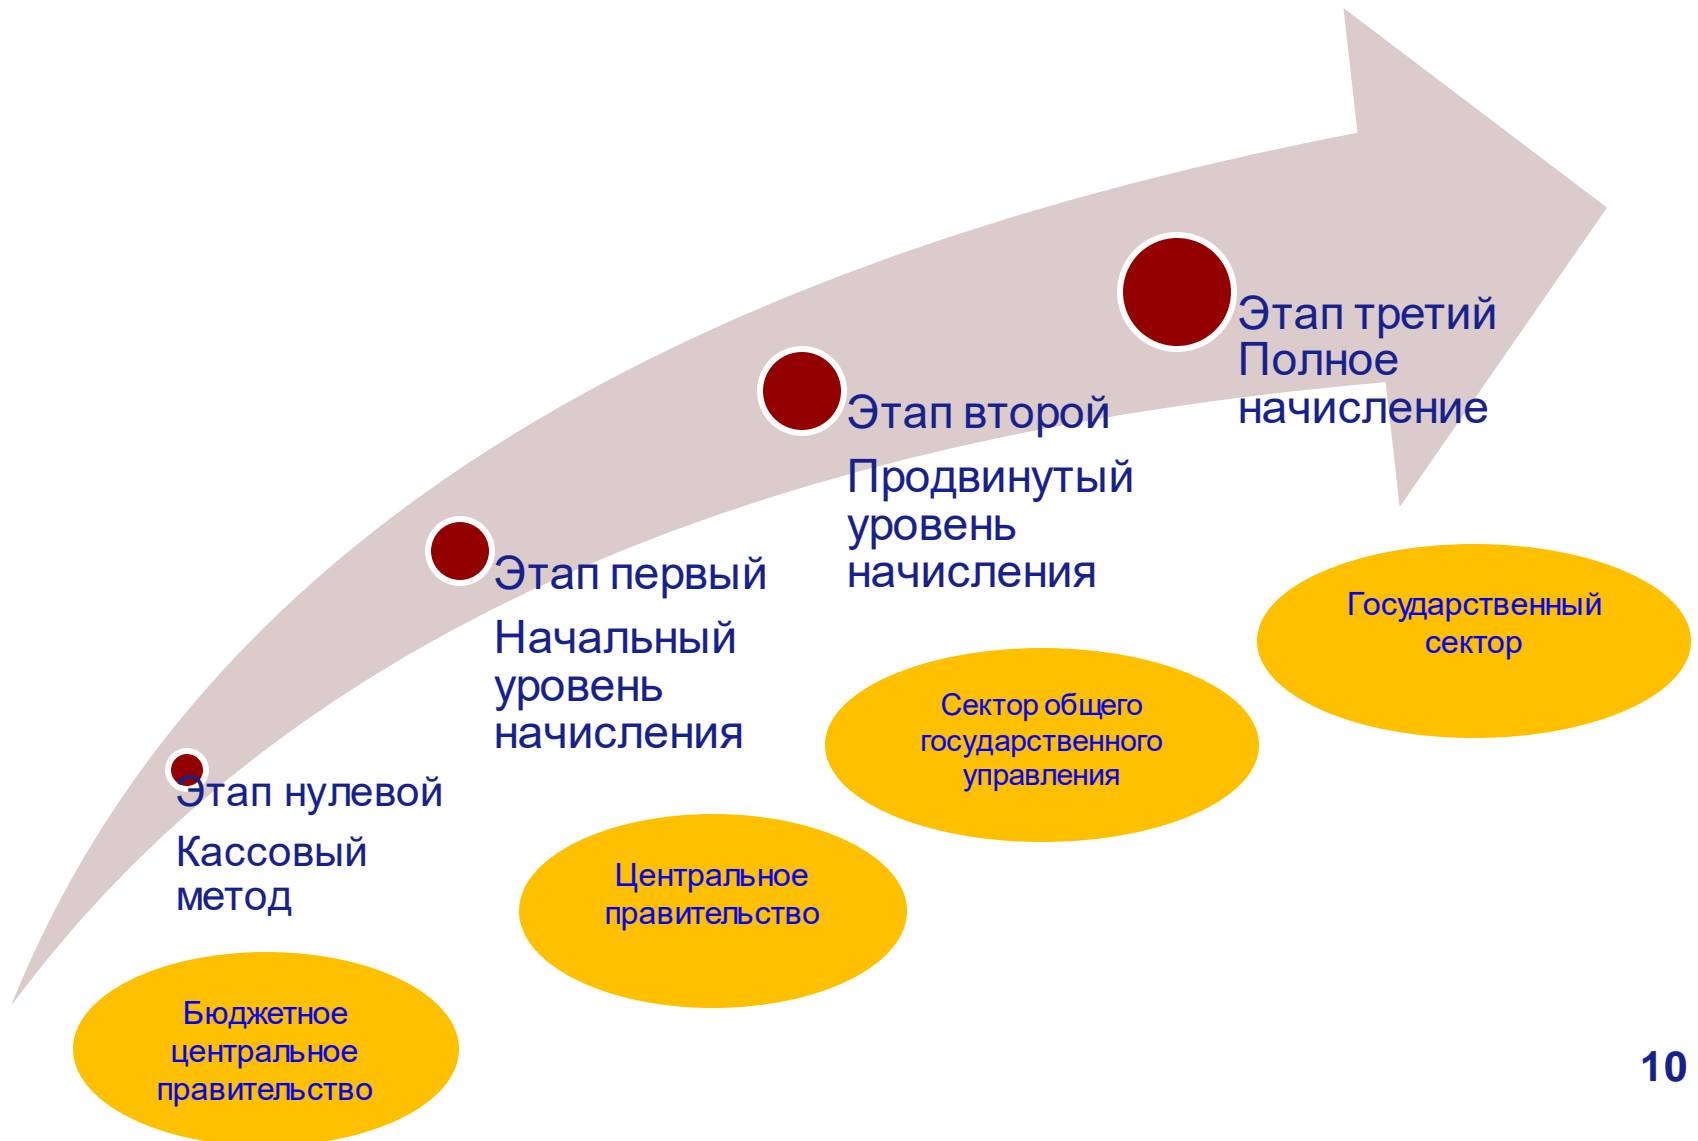 Этап нулевой
Кассовый
метод
Бюджетное
центральное
правительство
Этап первый
Начальный
уровень
начисления
Центральное
правительство
Этап второй
Продвинутый
уровень
начисления
Сектор общего
государственного
управления
Этап третий
Полное
начисление
Государственный
сектор
10